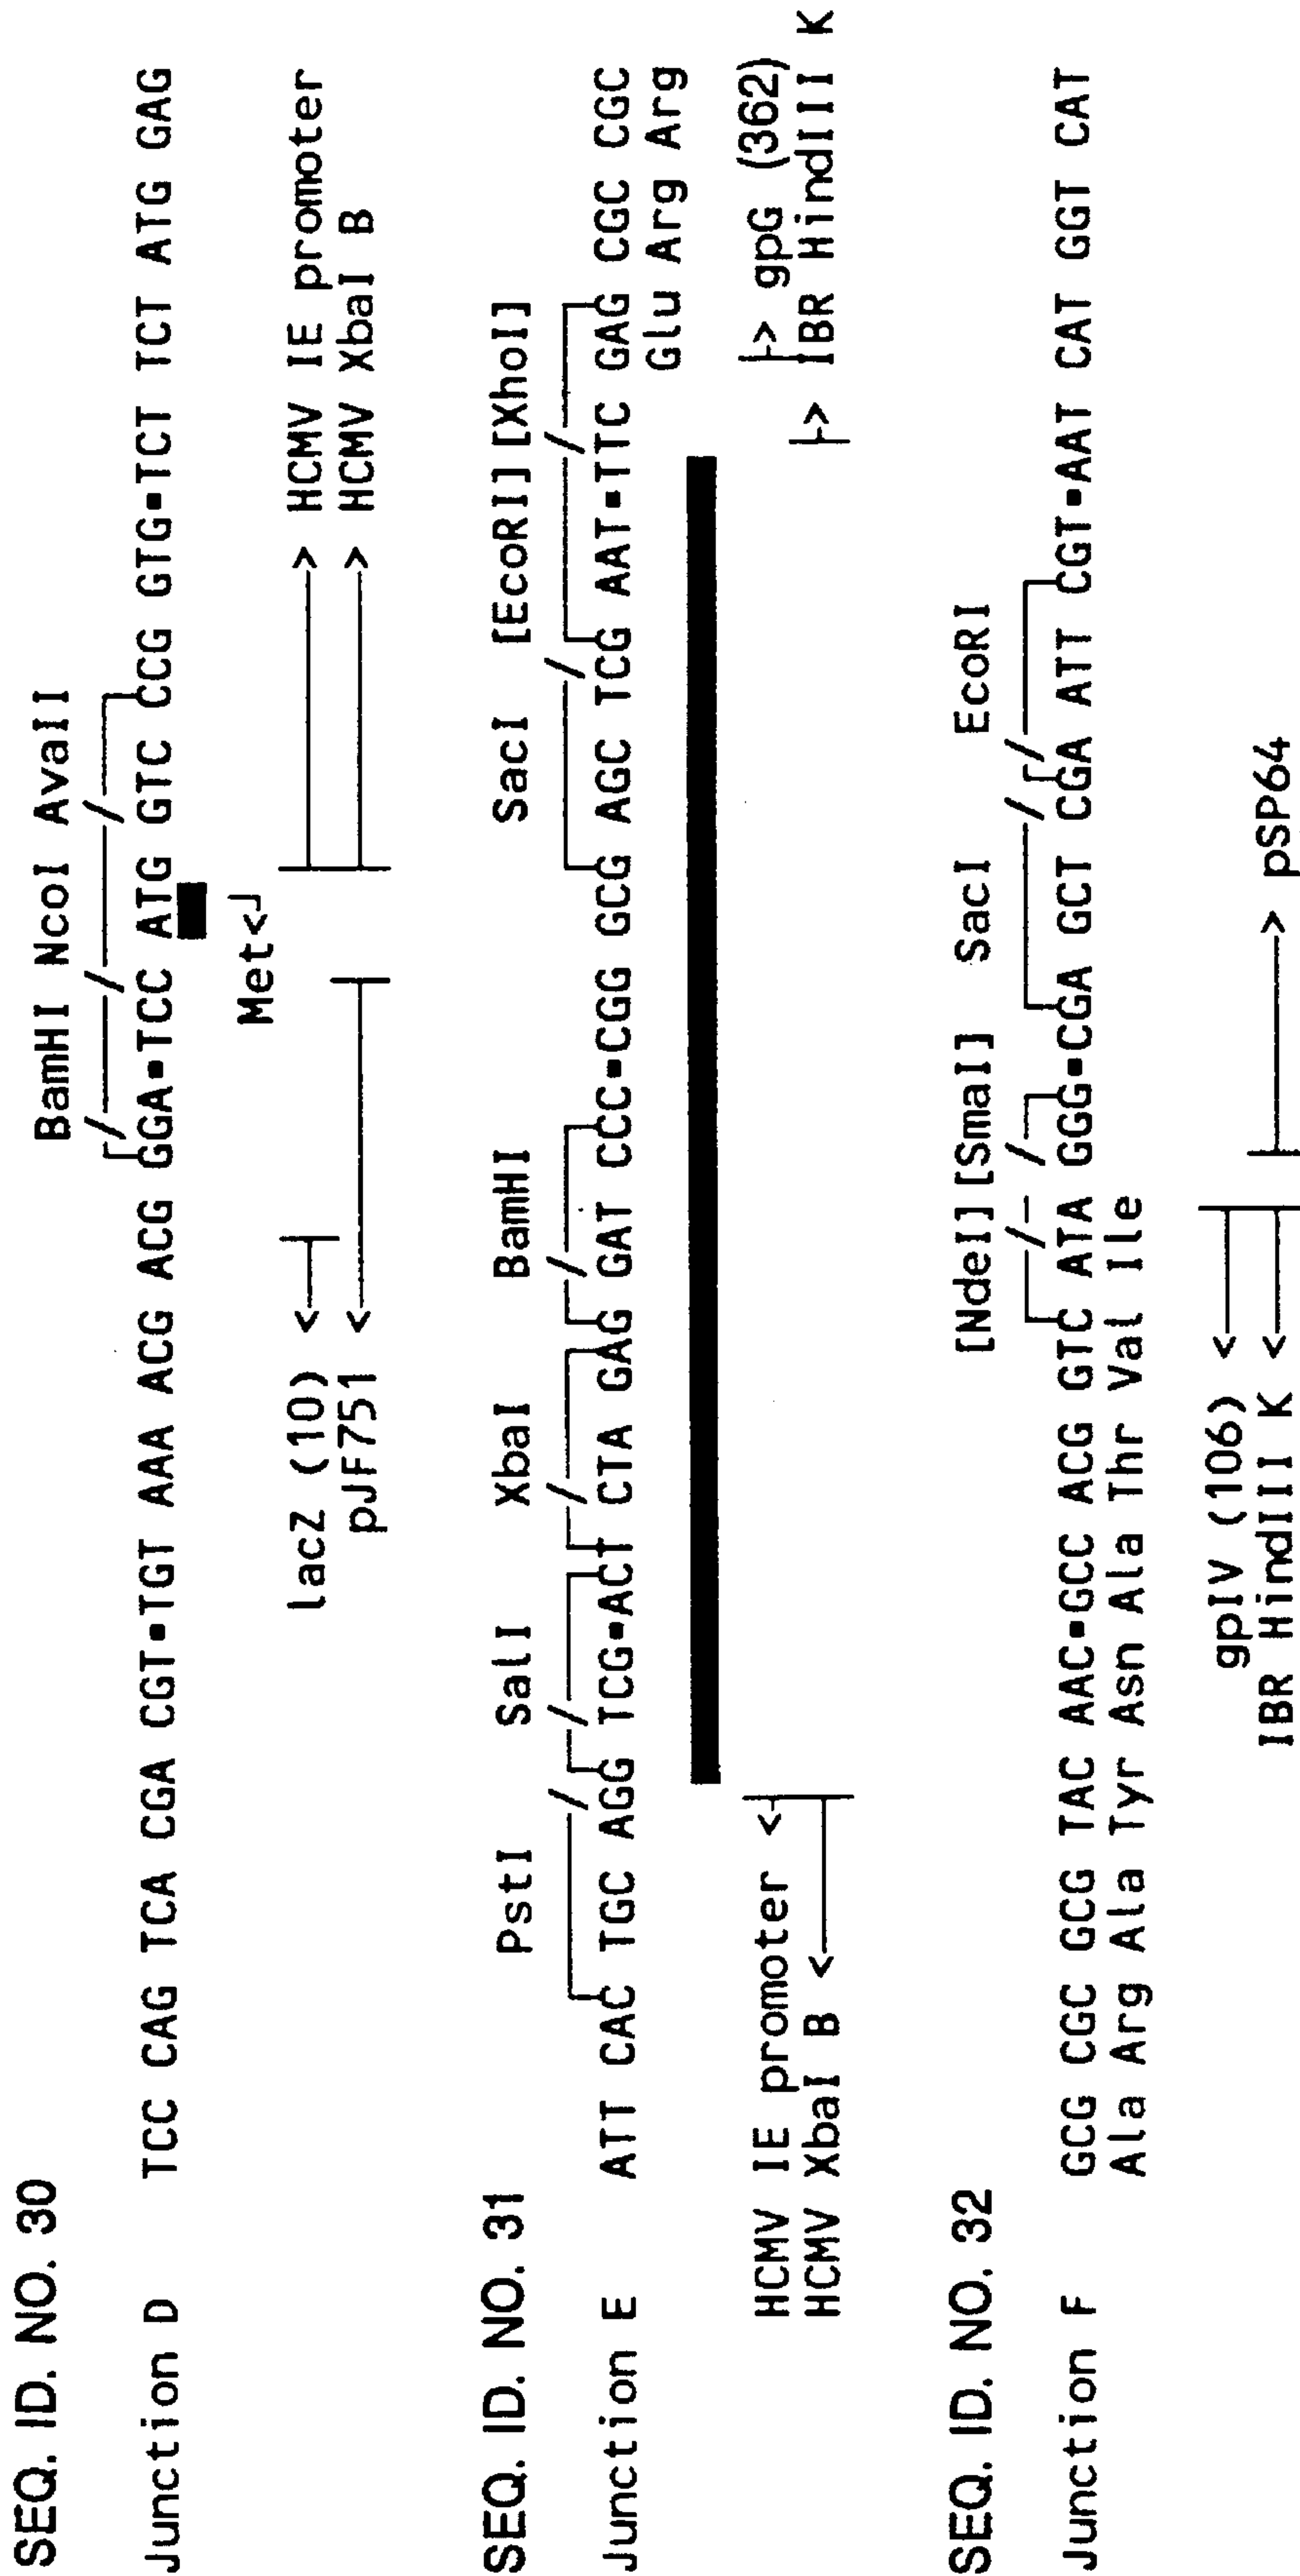 SEQ. ID. NO. 30
BamHI NcoI AvaII
Junction D TCC CAG TCA CGA CGT▪TGT AAA ACG ACG GGA▪TCC ATG GTC CCG GTG▪TCT TCT ATG GAG
Met<
lacZ (10) < > HCMV IE promoter
pJF751 < > HCMV XbaI B
SEQ. ID. NO. 31
PstI SalI XbaI BamHI SacI [EcoRI][XhoI]
Junction E ATT CAC TGC AGG TCG▪ACT CTA GAG GAT CCC▪CGG GCG AGC TCG AAT▪TTC GAG CGC CGC
Glu Arg Arg
HCMV IE promoter < |-> gpG (362)
HCMV XbaI B < |-> IBR HindIII K
SEQ. ID. NO. 32
[NdeI][SmaI] SacI EcoRI
Junction F GCG CGC GCG TAC AAC▪GCC ACG GTC ATA GGG▪CGA GCT CGA ATT CGT▪AAT CAT GGT CAT
Ala Arg Ala Tyr Asn Ala Thr Val Ile
gpIV (106) <
IBR HindIII K < > pSP64